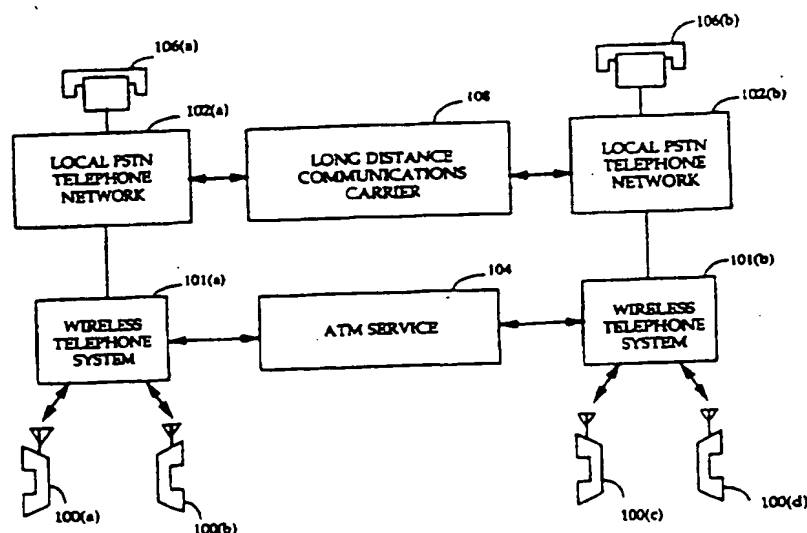 106(a)
106(b)
102(a)
108
102(b)
LOCAL PSTN
TELEPHONE
NETWORK
LONG DISTANCE
COMMUNICATIONS
CARRIER
LOCAL PSTN
TELEPHONE
NETWORK
101(a)
104
101(b)
WIRELESS
TELEPHONE
SYSTEM
ATM SERVICE
WIRELESS
TELEPHONE
SYSTEM
100(a)
100(b)
100(c)
100(d)